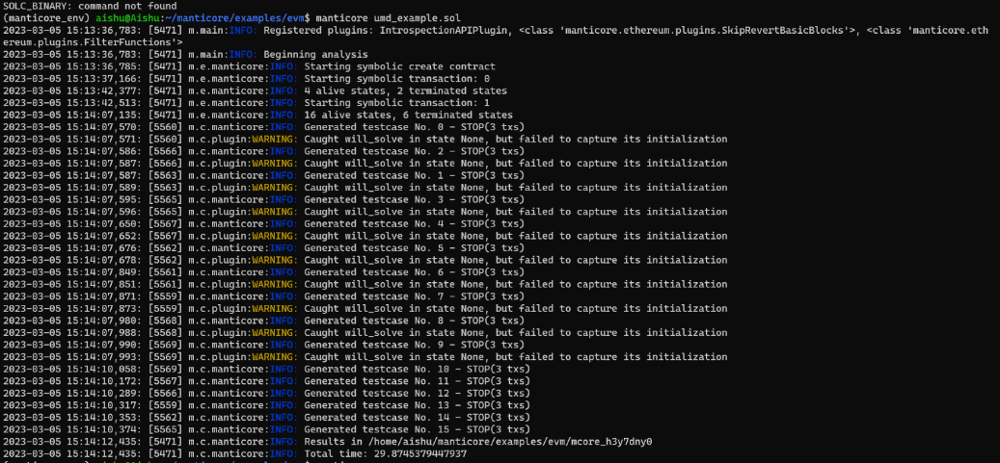 SOLC_BINARY: command not found
(manticore_env) aishu@Aishu:~/manticore/examples/evm$ manticore umd_example.sol
2023-03-05 15:13:36,783: [5471] m.main:INFO: Registered plugins: IntrospectionAPIPlugin, <class 'manticore.ethereum.plugins.SkipRevertBasicBlocks'>, <class 'manticore.eth
ereum.plugins.FilterFunctions'>
2023-03-05 15:13:36,783: [5471] m.main:INFO: Beginning analysis
2023-03-05 15:13:36,785: [5471] m.e.manticore:INFO: Starting symbolic create contract
2023-03-05 15:13:37,166: [5471] m.e.manticore:INFO: Starting symbolic transaction: 0
2023-03-05 15:13:42,377: [5471] m.e.manticore:INFO: 4 alive states, 2 terminated states
2023-03-05 15:13:42,513: [5471] m.e.manticore:INFO: Starting symbolic transaction: 1
2023-03-05 15:14:07,135: [5471] m.e.manticore:INFO: 16 alive states, 6 terminated states
2023-03-05 15:14:07,570: [5560] m.c.manticore:INFO: Generated testcase No. 0 - STOP(3 txs)
2023-03-05 15:14:07,571: [5560] m.c.plugin:WARNING: Caught will_solve in state None, but failed to capture its initialization
2023-03-05 15:14:07,586: [5566] m.c.manticore:INFO: Generated testcase No. 2 - STOP(3 txs)
2023-03-05 15:14:07,587: [5566] m.c.plugin:WARNING: Caught will_solve in state None, but failed to capture its initialization
2023-03-05 15:14:07,587: [5563] m.c.manticore:INFO: Generated testcase No. 1 - STOP(3 txs)
2023-03-05 15:14:07,589: [5563] m.c.plugin:WARNING: Caught will_solve in state None, but failed to capture its initialization
2023-03-05 15:14:07,595: [5565] m.c.manticore:INFO: Generated testcase No. 3 - STOP(3 txs)
2023-03-05 15:14:07,596: [5565] m.c.plugin:WARNING: Caught will_solve in state None, but failed to capture its initialization
2023-03-05 15:14:07,650: [5567] m.c.manticore:INFO: Generated testcase No. 4 - STOP(3 txs)
2023-03-05 15:14:07,652: [5567] m.c.plugin:WARNING: Caught will_solve in state None, but failed to capture its initialization
2023-03-05 15:14:07,676: [5562] m.c.manticore:INFO: Generated testcase No. 5 - STOP(3 txs)
2023-03-05 15:14:07,678: [5562] m.c.plugin:WARNING: Caught will_solve in state None, but failed to capture its initialization
2023-03-05 15:14:07,849: [5561] m.c.manticore:INFO: Generated testcase No. 6 - STOP(3 txs)
2023-03-05 15:14:07,851: [5561] m.c.plugin:WARNING: Caught will_solve in state None, but failed to capture its initialization
2023-03-05 15:14:07,871: [5559] m.c.manticore:INFO: Generated testcase No. 7 - STOP(3 txs)
2023-03-05 15:14:07,873: [5559] m.c.plugin:WARNING: Caught will_solve in state None, but failed to capture its initialization
2023-03-05 15:14:07,980: [5568] m.c.manticore:INFO: Generated testcase No. 8 - STOP(3 txs)
2023-03-05 15:14:07,988: [5568] m.c.plugin:WARNING: Caught will_solve in state None, but failed to capture its initialization
2023-03-05 15:14:07,990: [5569] m.c.manticore:INFO: Generated testcase No. 9 - STOP(3 txs)
2023-03-05 15:14:07,993: [5569] m.c.plugin:WARNING: Caught will_solve in state None, but failed to capture its initialization
2023-03-05 15:14:10,058: [5569] m.c.manticore:INFO: Generated testcase No. 10 - STOP(3 txs)
2023-03-05 15:14:10,172: [5567] m.c.manticore:INFO: Generated testcase No. 11 - STOP(3 txs)
2023-03-05 15:14:10,289: [5566] m.c.manticore:INFO: Generated testcase No. 12 - STOP(3 txs)
2023-03-05 15:14:10,317: [5559] m.c.manticore:INFO: Generated testcase No. 13 - STOP(3 txs)
2023-03-05 15:14:10,353: [5562] m.c.manticore:INFO: Generated testcase No. 14 - STOP(3 txs)
2023-03-05 15:14:10,374: [5565] m.c.manticore:INFO: Generated testcase No. 15 - STOP(3 txs)
2023-03-05 15:14:12,435: [5471] m.c.manticore:INFO: Results in /home/aishu/manticore/examples/evm/mcore_h3y7dny0
2023-03-05 15:14:12,435: [5471] m.c.manticore:INFO: Total time: 29.8745379447937